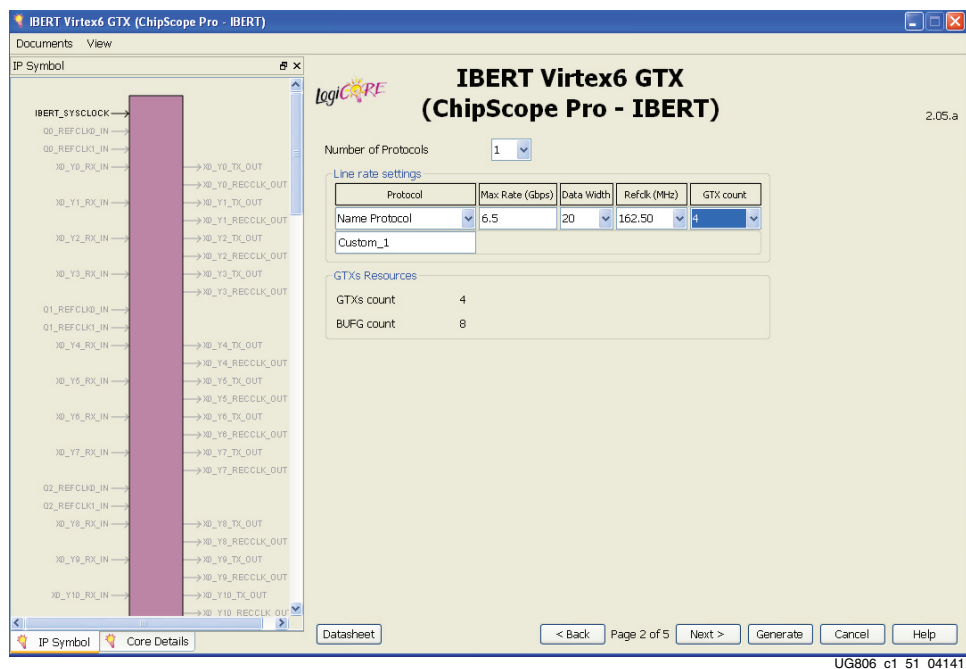 IBERT Virtex6 GTX (ChipScope Pro - IBERT)
Documents View
IP Symbol
IBERT_SYSCLOCK
Q0_REFCLK0_IN
Q0_REFCLK1_IN
X0_Y0_RX_IN
X0_Y0_TX_OUT
X0_Y0_RECCLK_OUT
X0_Y1_RX_IN
X0_Y1_TX_OUT
X0_Y1_RECCLK_OUT
X0_Y2_RX_IN
X0_Y2_TX_OUT
X0_Y2_RECCLK_OUT
X0_Y3_RX_IN
X0_Y3_TX_OUT
X0_Y3_RECCLK_OUT
Q1_REFCLK0_IN
Q1_REFCLK1_IN
X0_Y4_RX_IN
X0_Y4_TX_OUT
X0_Y4_RECCLK_OUT
X0_Y5_RX_IN
X0_Y5_TX_OUT
X0_Y5_RECCLK_OUT
X0_Y6_RX_IN
X0_Y6_TX_OUT
X0_Y6_RECCLK_OUT
X0_Y7_RX_IN
X0_Y7_TX_OUT
X0_Y7_RECCLK_OUT
Q2_REFCLK0_IN
Q2_REFCLK1_IN
X0_Y8_RX_IN
X0_Y8_TX_OUT
X0_Y8_RECCLK_OUT
X0_Y9_RX_IN
X0_Y9_TX_OUT
X0_Y9_RECCLK_OUT
X0_Y10_RX_IN
X0_Y10_TX_OUT
X0_Y10_RECCLK_OU
IP Symbol Core Details
logiCORE
IBERT Virtex6 GTX
(ChipScope Pro - IBERT)
2.05.a
Number of Protocols 1
Line rate settings
Protocol Max Rate (Gbps) Data Width Refclk (MHz) GTX count
Name Protocol 6.5 20 162.50 4
Custom_1
GTXs Resources
GTXs count 4
BUFG count 8
Datasheet < Back Page 2 of 5 Next > Generate Cancel Help
UG806_c1_51_04141